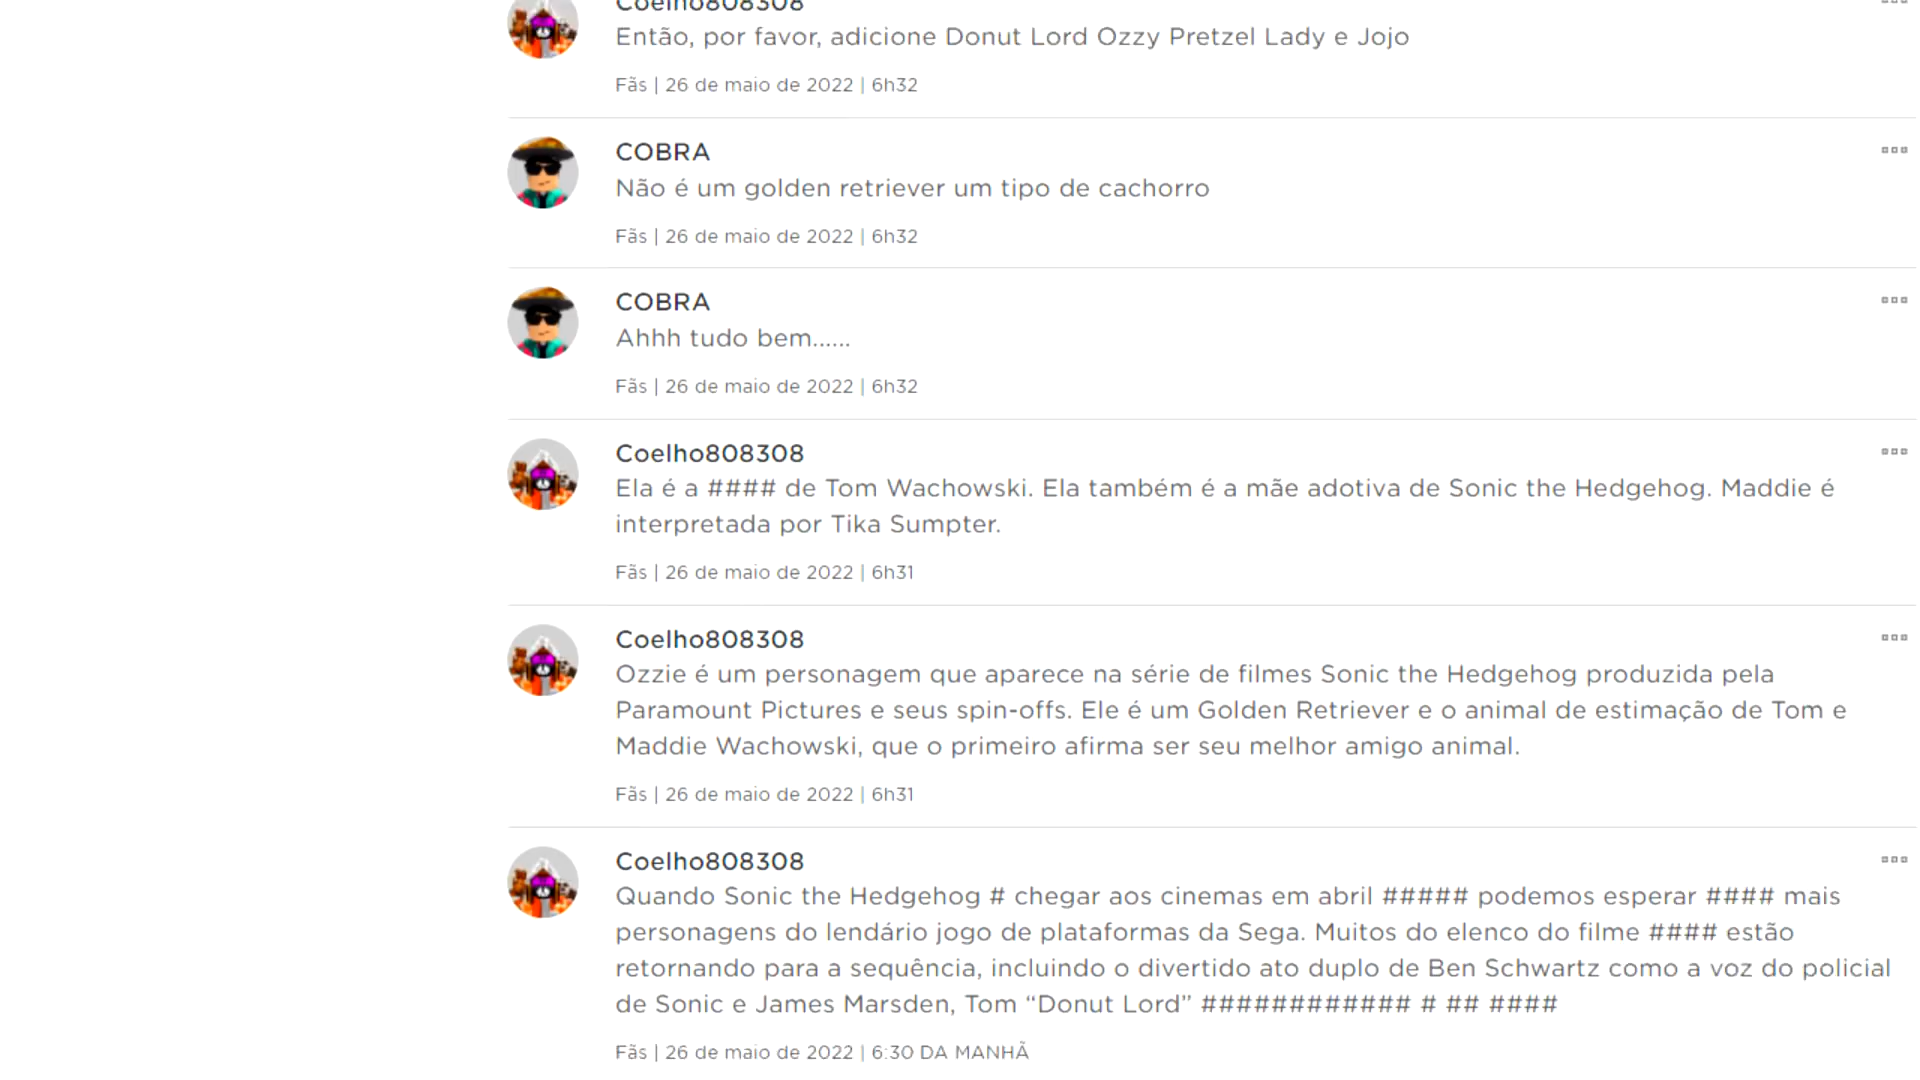 Coelho808308
Então, por favor, adicione Donut Lord Ozzy Pretzel Lady e Jojo
Fãs | 26 de maio de 2022 | 6h32
COBRA
Não é um golden retriever um tipo de cachorro
Fãs | 26 de maio de 2022 | 6h32
COBRA
Ahhh tudo bem......
Fãs | 26 de maio de 2022 | 6h32
Coelho808308
Ela é a #### de Tom Wachowski. Ela também é a mãe adotiva de Sonic the Hedgehog. Maddie é
interpretada por Tika Sumpter.
Fãs | 26 de maio de 2022 | 6h31
Coelho808308
Ozzie é um personagem que aparece na série de filmes Sonic the Hedgehog produzida pela
Paramount Pictures e seus spin-offs. Ele é um Golden Retriever e o animal de estimação de Tom e
Maddie Wachowski, que o primeiro afirma ser seu melhor amigo animal.
Fãs | 26 de maio de 2022 | 6h31
Coelho808308
Quando Sonic the Hedgehog # chegar aos cinemas em abril ##### podemos esperar #### mais
personagens do lendário jogo de plataformas da Sega. Muitos do elenco do filme #### estão
retornando para a sequência, incluindo o divertido ato duplo de Ben Schwartz como a voz do policial
de Sonic e James Marsden, Tom “Donut Lord” ############ # ## ####
Fãs | 26 de maio de 2022 | 6:30 DA MANHÃ